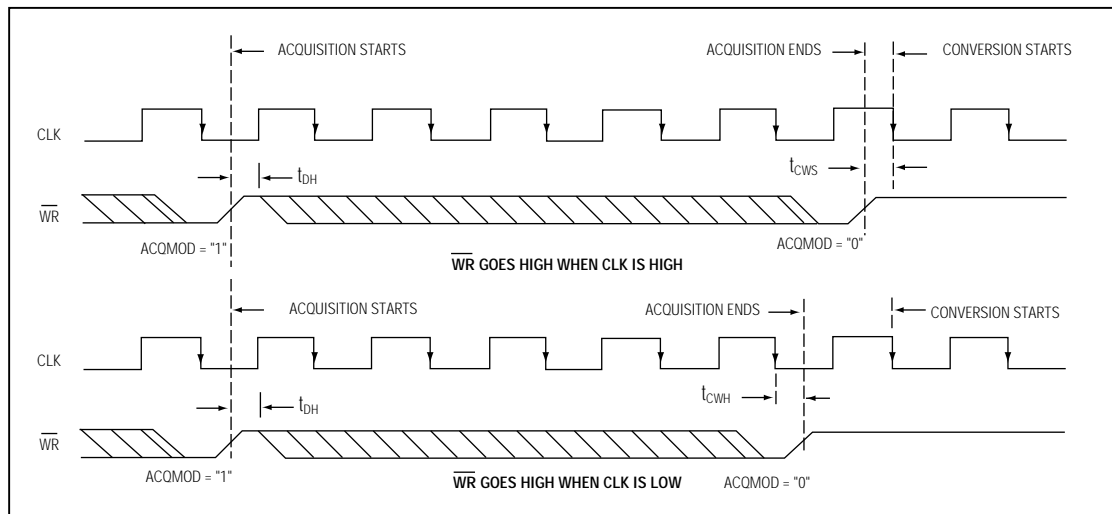 ACQUISITION STARTS
ACQUISITION ENDS
CONVERSION STARTS
CLK
tDH
tCWS
WR
ACQMOD = "1"
ACQMOD = "0"
WR GOES HIGH WHEN CLK IS HIGH
ACQUISITION STARTS
ACQUISITION ENDS
CONVERSION STARTS
CLK
tCWH
tDH
WR
ACQMOD = "1"
WR GOES HIGH WHEN CLK IS LOW
ACQMOD = "0"